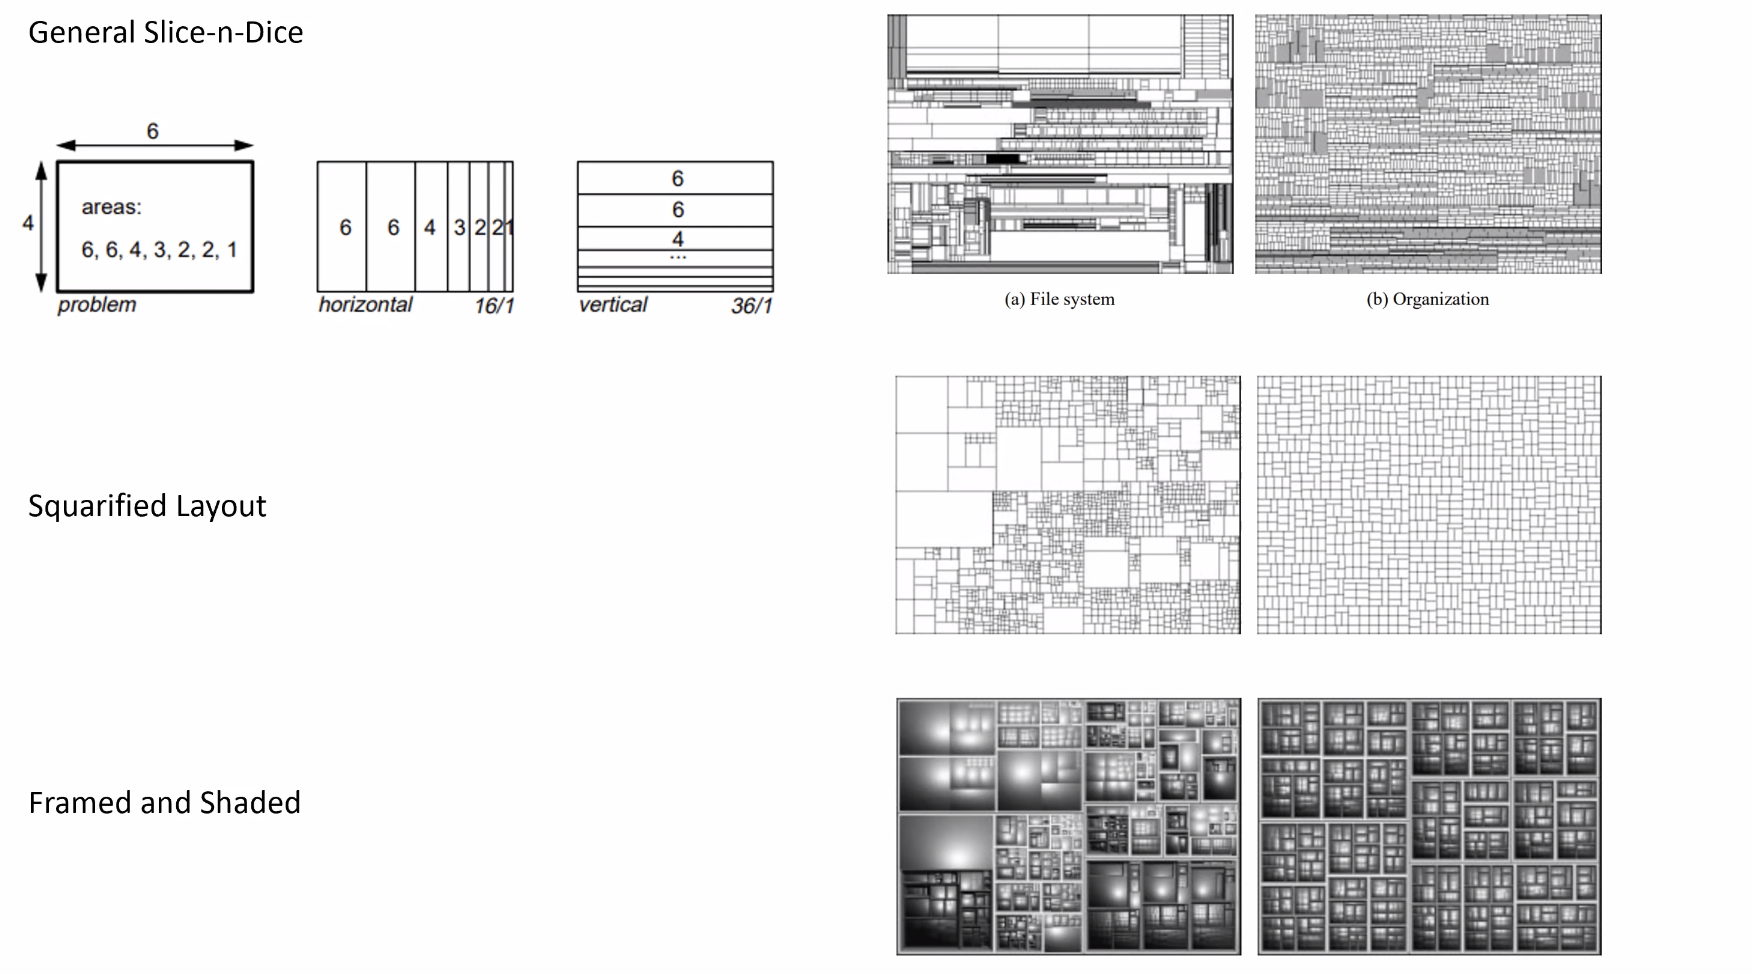 General Slice-n-Dice
6
4
areas:
6, 6, 4, 3, 2, 2, 1
problem
6 6 4 3 2 2 1
horizontal 16/1
6
6
4
...
vertical 36/1
(a) File system
(b) Organization
Squarified Layout
Framed and Shaded